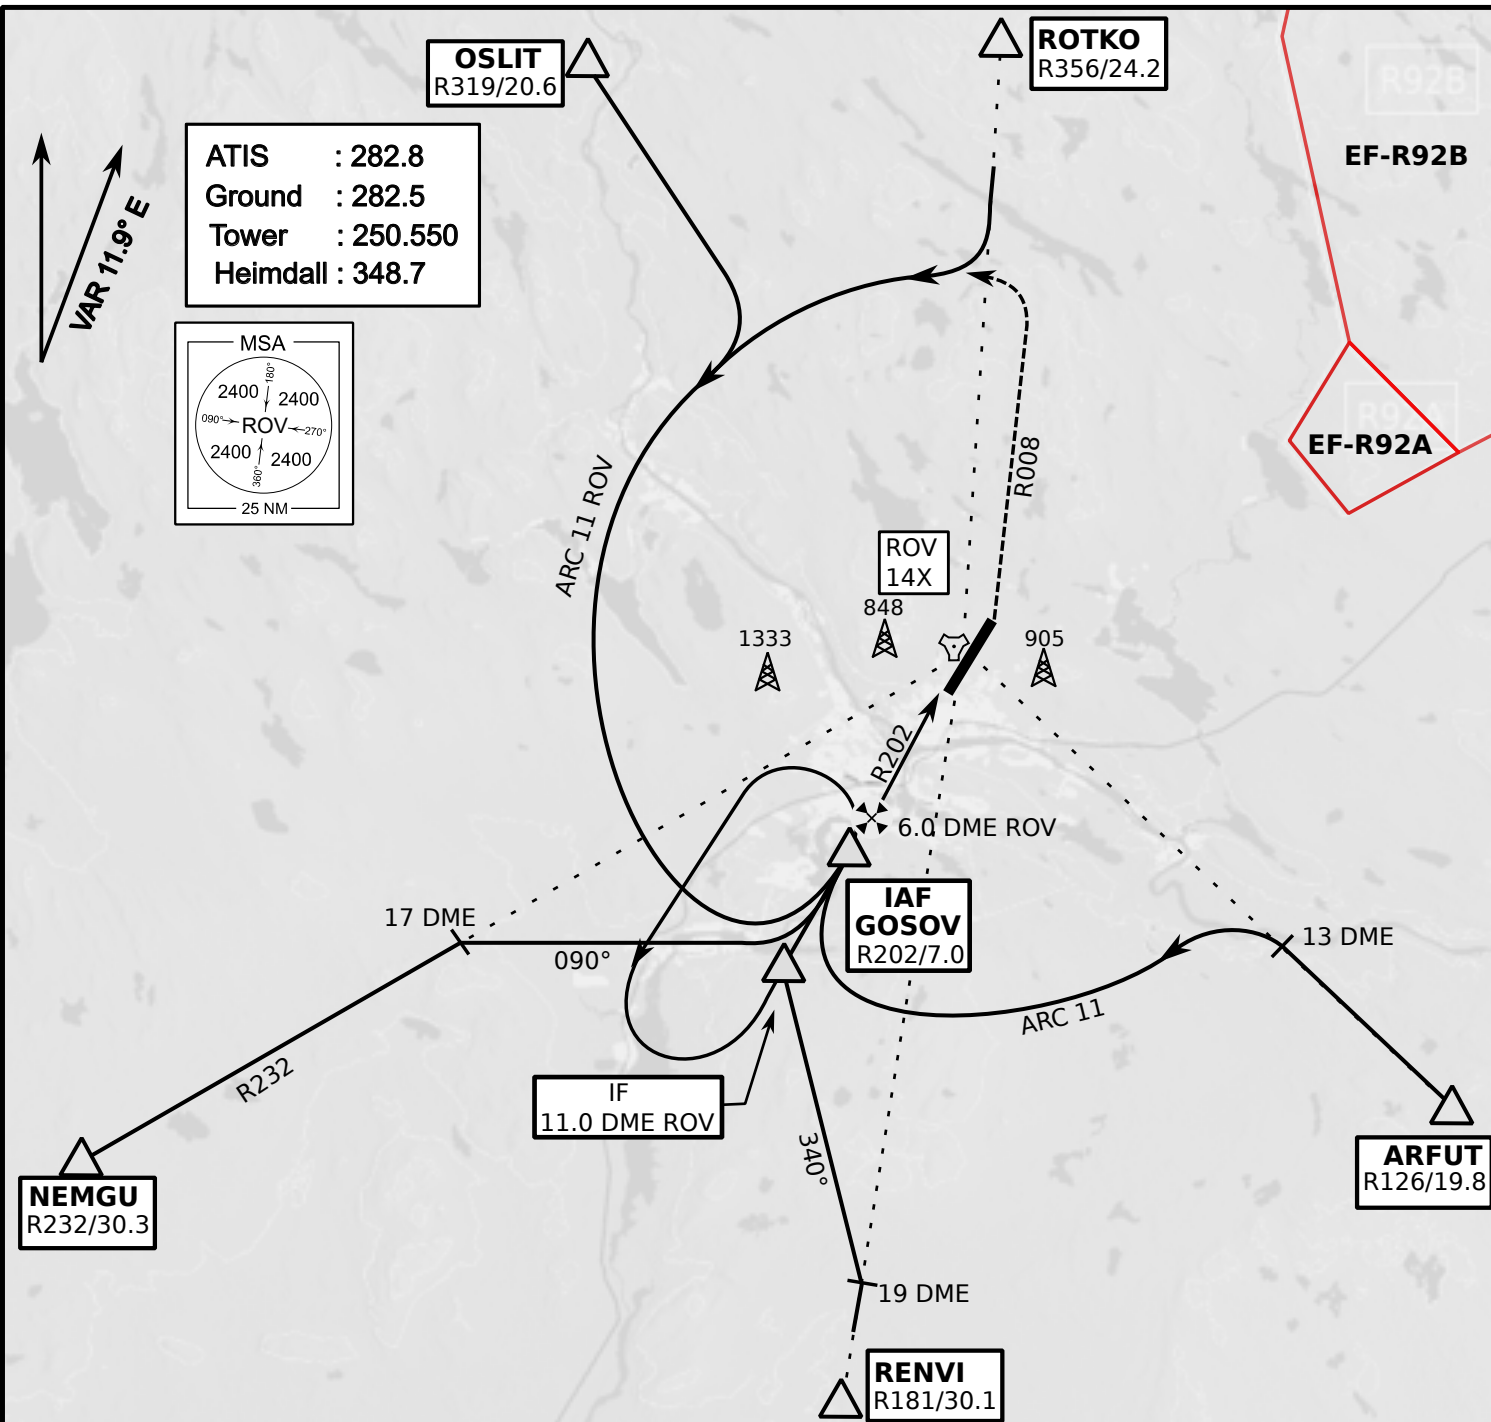 OSLIT
R319/20.6
ROTKO
R356/24.2
R92B
EF-R92B
ATIS : 282.8
Ground : 282.5
Tower : 250.550
Heimdall : 348.7
VAR 11.9° E
MSA
2400
180°
2400
090°
ROV
270°
2400
360°
2400
25 NM
R92A
EF-R92A
ARC 11 ROV
R008
ROV
14X
848
1333
905
R202
6.0 DME ROV
IAF
GOSOV
R202/7.0
17 DME
090°
13 DME
ARC 11
R232
IF
11.0 DME ROV
340°
NEMGU
R232/30.3
ARFUT
R126/19.8
19 DME
RENVI
R181/30.1